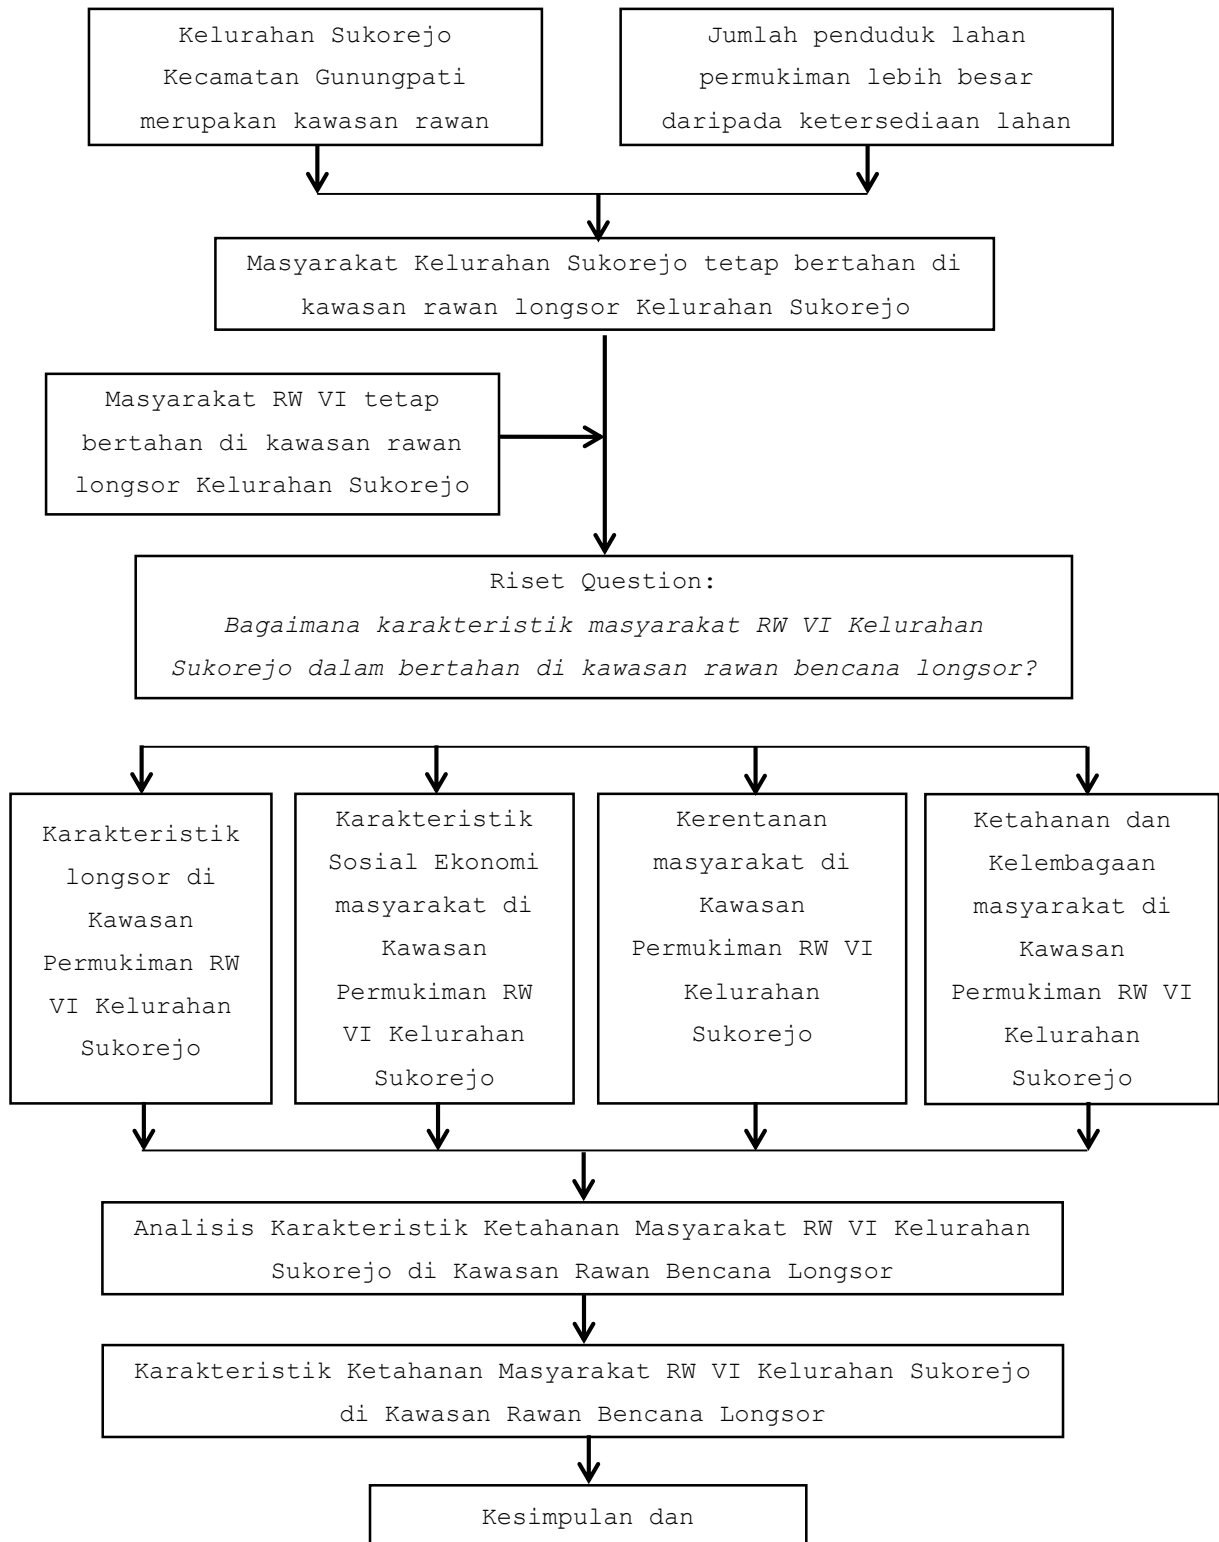 Kelurahan Sukorejo
Kecamatan Gunungpati
merupakan kawasan rawan
Jumlah penduduk lahan
permukiman lebih besar
daripada ketersediaan lahan
Masyarakat Kelurahan Sukorejo tetap bertahan di
kawasan rawan longsor Kelurahan Sukorejo
Masyarakat RW VI tetap
bertahan di kawasan rawan
longsor Kelurahan Sukorejo
Riset Question:
Bagaimana karakteristik masyarakat RW VI Kelurahan
Sukorejo dalam bertahan di kawasan rawan bencana longsor?
Karakteristik
longsor di
Kawasan
Permukiman RW
VI Kelurahan
Sukorejo
Karakteristik
Sosial Ekonomi
masyarakat di
Kawasan
Permukiman RW
VI Kelurahan
Sukorejo
Kerentanan
masyarakat di
Kawasan
Permukiman RW VI
Kelurahan
Sukorejo
Ketahanan dan
Kelembagaan
masyarakat di
Kawasan
Permukiman RW VI
Kelurahan
Sukorejo
Analisis Karakteristik Ketahanan Masyarakat RW VI Kelurahan
Sukorejo di Kawasan Rawan Bencana Longsor
Karakteristik Ketahanan Masyarakat RW VI Kelurahan Sukorejo
di Kawasan Rawan Bencana Longsor
Kesimpulan dan